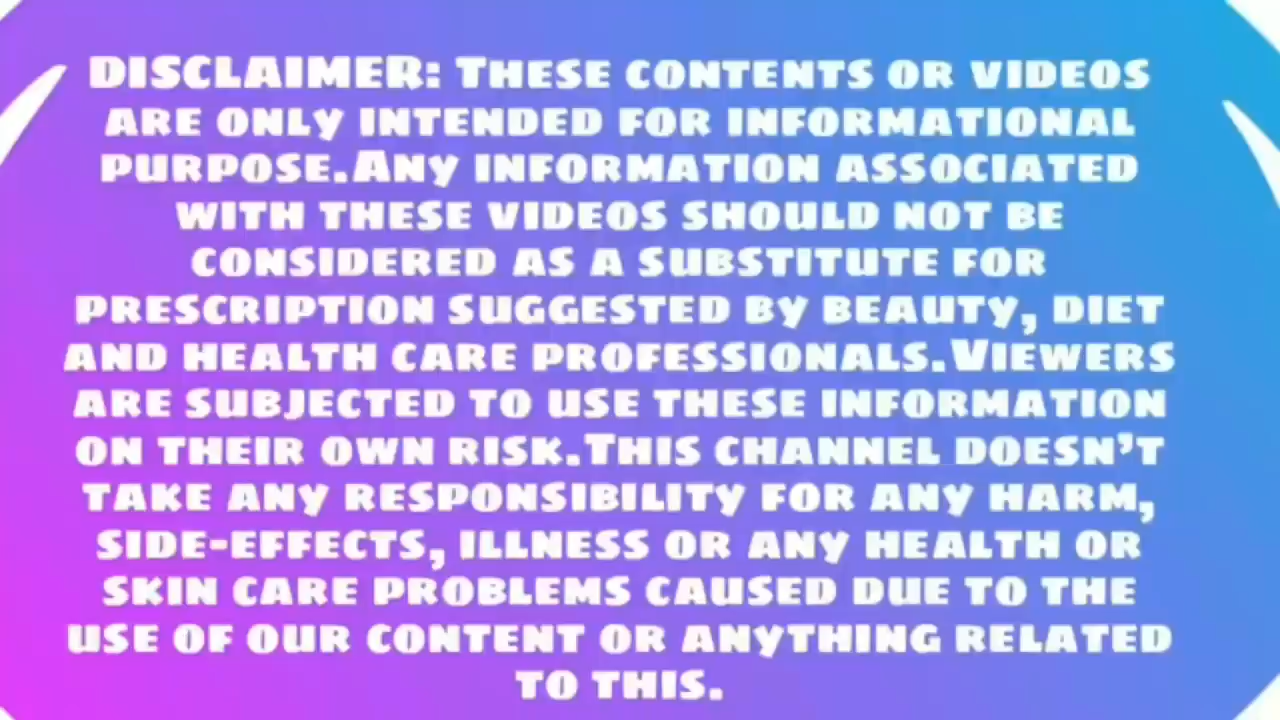 DISCLAIMER: These contents or videos
are only intended for informational
purpose.Any information associated
with these videos should not be
considered as a substitute for
prescription suggested by beauty, diet
and health care professionals.Viewers
are subjected to use these information
on their own risk.This channel doesn't
take any responsibility for any harm,
side-effects, illness or any health or
skin care problems caused due to the
use of our content or anything related
to this.